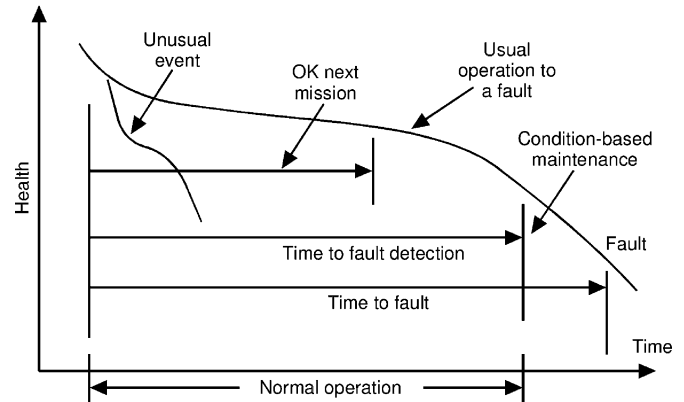 Unusual
event
OK next
mission
Usual
operation to
a fault
Condition-based
maintenance
Health
Time to fault detection
Fault
Time to fault
Time
Normal operation